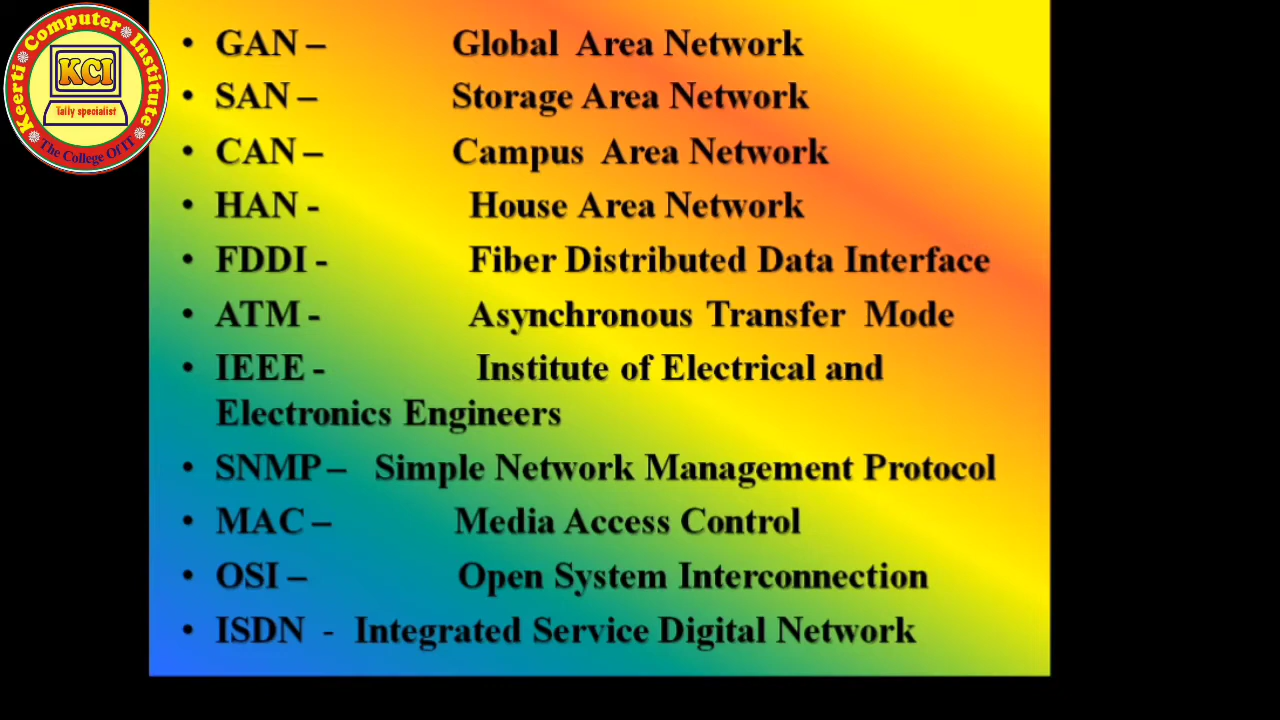 Keerti Computer Institute
KCI
Tally specialist
The College Of IT
• GAN – Global Area Network
• SAN – Storage Area Network
• CAN – Campus Area Network
• HAN - House Area Network
• FDDI - Fiber Distributed Data Interface
• ATM - Asynchronous Transfer Mode
• IEEE - Institute of Electrical and
Electronics Engineers
• SNMP – Simple Network Management Protocol
• MAC – Media Access Control
• OSI – Open System Interconnection
• ISDN - Integrated Service Digital Network